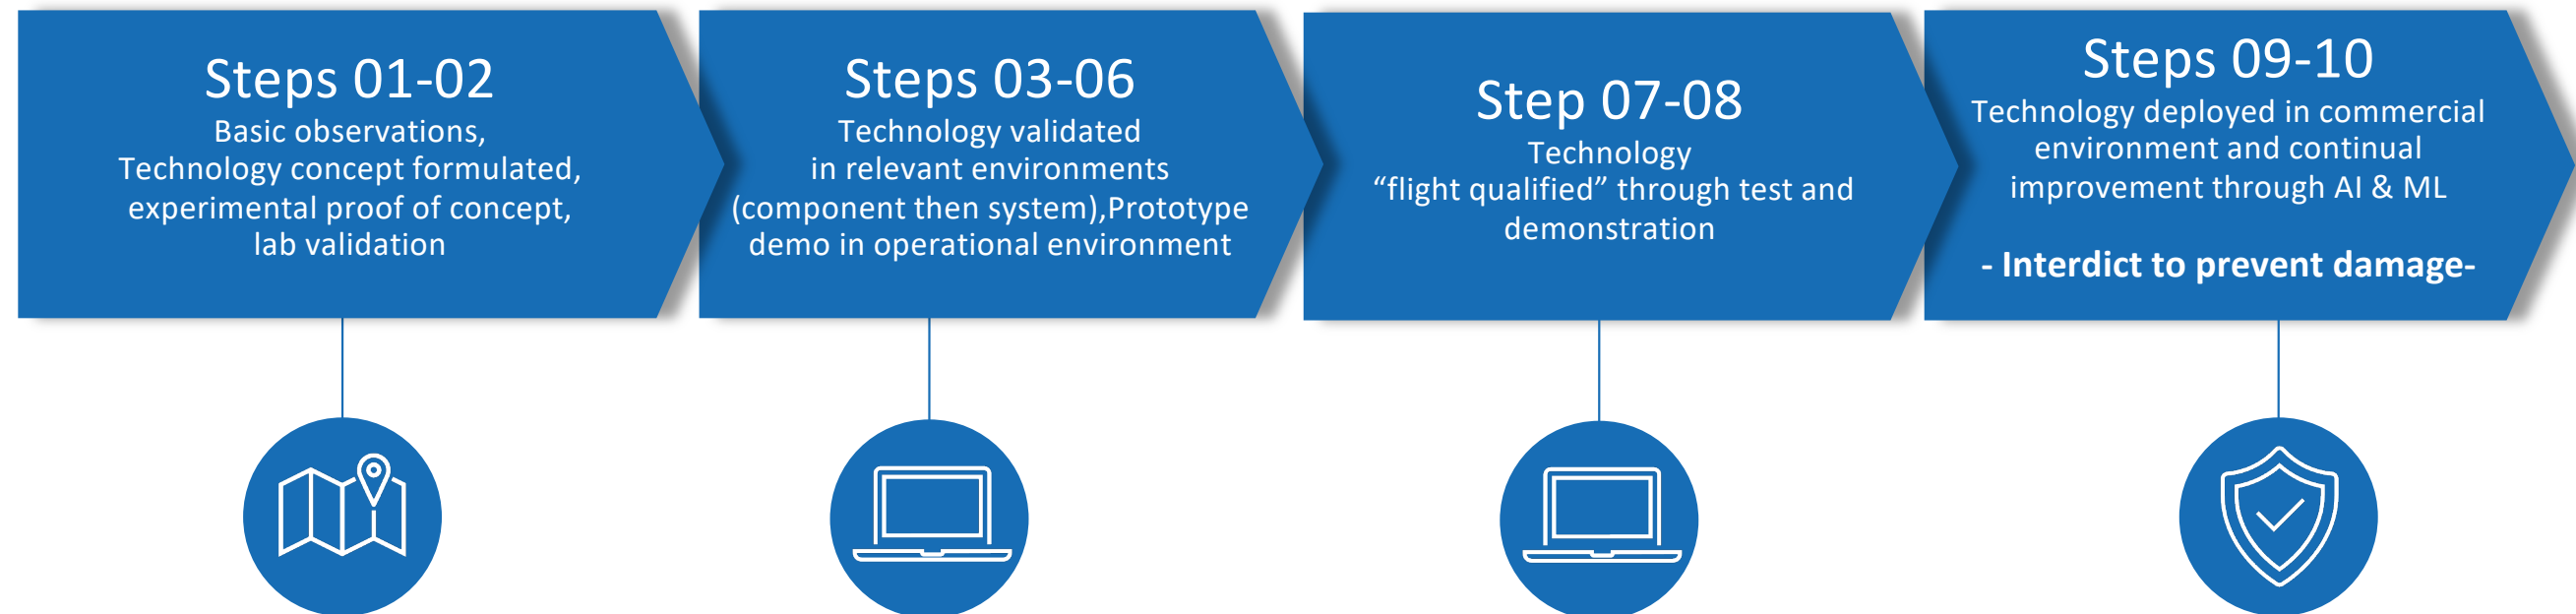 Steps 01-02
Basic observations,
Technology concept formulated,
experimental proof of concept,
lab validation
Steps 03-06
Technology validated
in relevant environments
(component then system),Prototype
demo in operational environment
Step 07-08
Technology
“flight qualified” through test and
demonstration
Steps 09-10
Technology deployed in commercial
environment and continual
improvement through AI & ML
- Interdict to prevent damage-